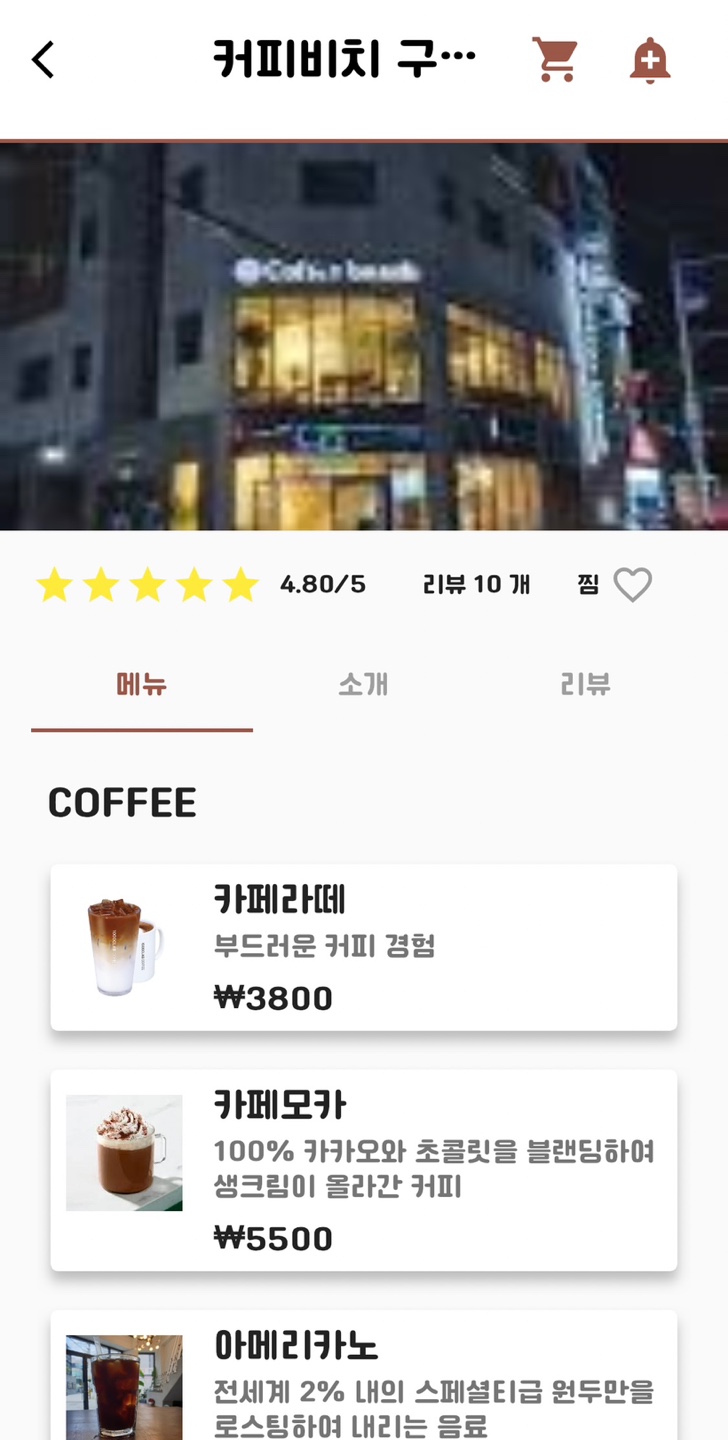 커피비치 구…
Coffee beach
4.80/5 리뷰 10 개 찜
메뉴 소개 리뷰
COFFEE
카페라떼
부드러운 커피 경험
₩3800
카페모카
100% 카카오와 초콜릿을 블랜딩하여
생크림이 올라간 커피
₩5500
아메리카노
전세계 2% 내의 스페셜티급 원두만을
로스팅하여 내리는 음료